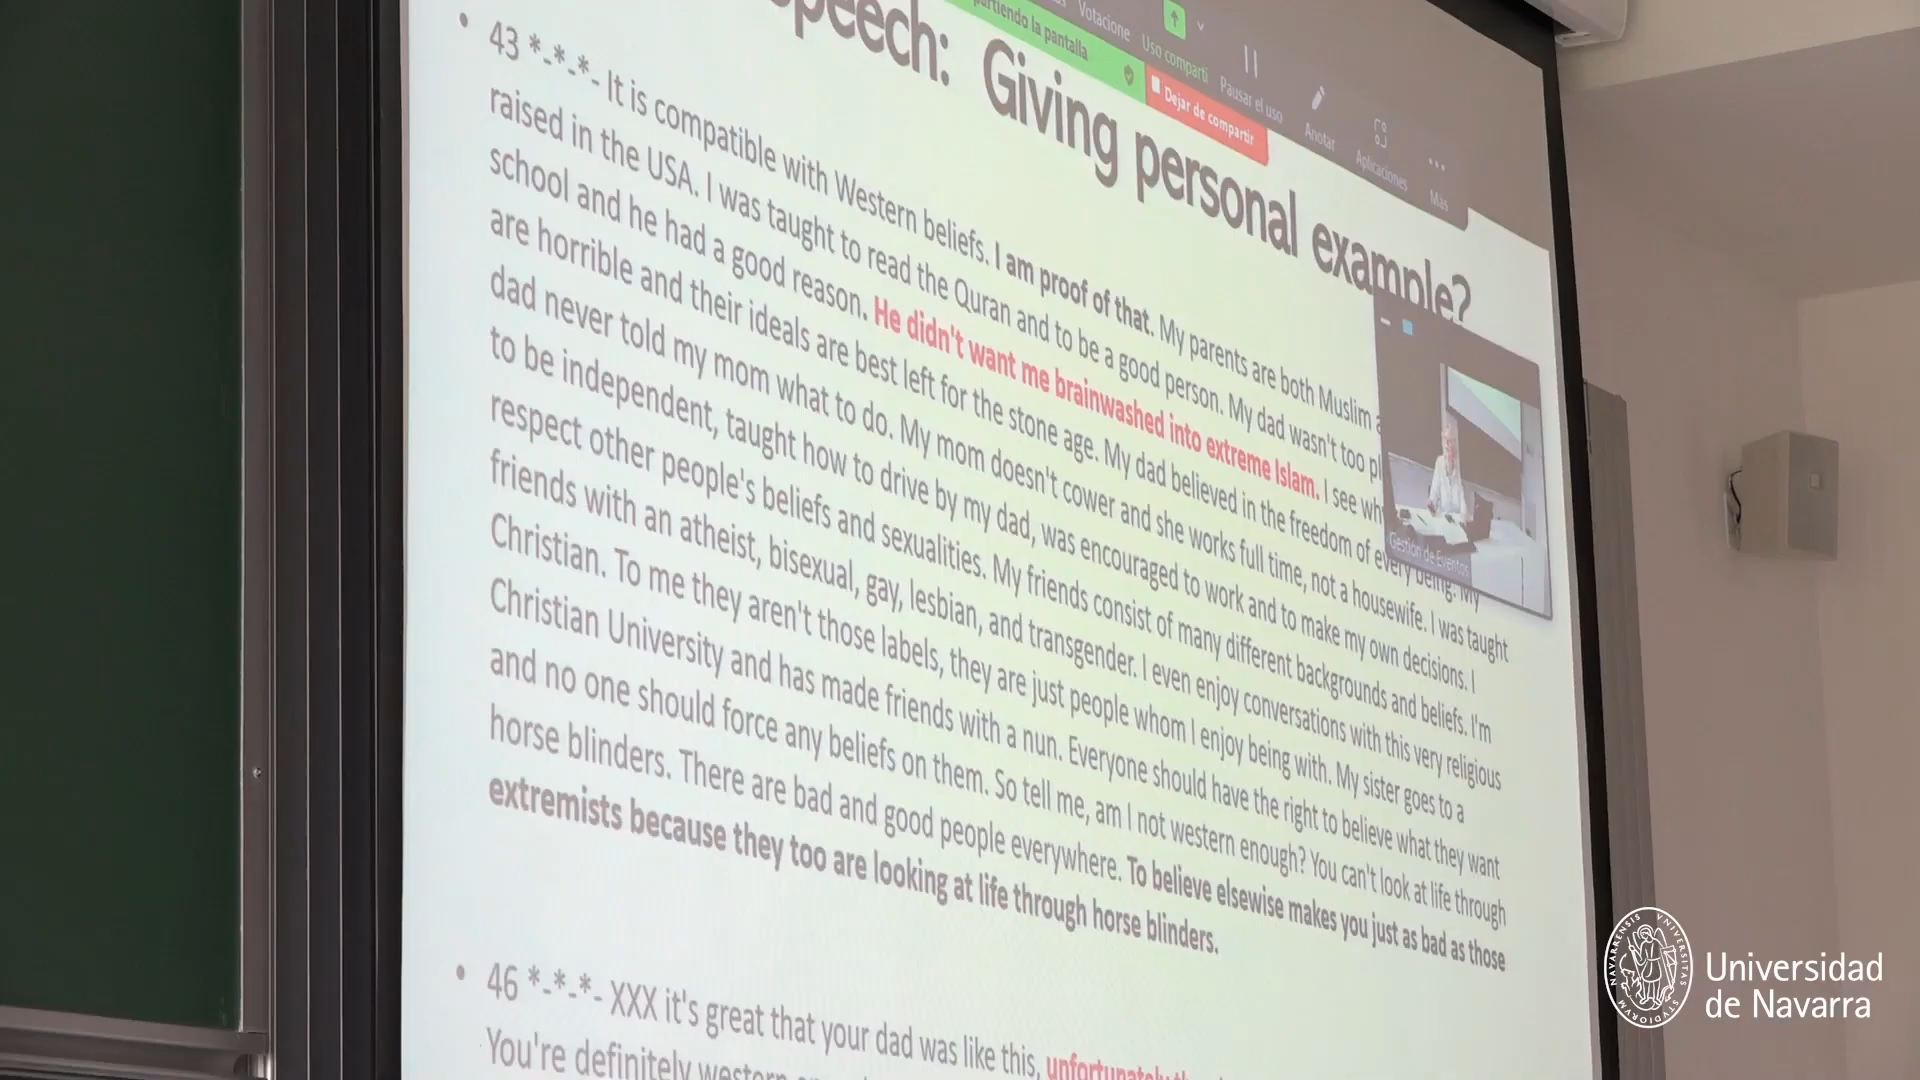 Votacione
Uso comparti
Pausar el uso
Anotar
Aplicaciones
Más
la pantalla
Dejar de compartir
Giving personal example?
43 *-*-*- It is compatible with Western beliefs. I am proof of that. My parents are both Muslim
raised in the USA. I was taught to read the Quran and to be a good person. My dad wasn't too
school and he had a good reason. He didn't want me brainwashed into extreme Islam. I see
are horrible and their ideals are best left for the stone age. My dad believed in the freedom of every being. My
dad never told my mom what to do. My mom doesn't cower and she works full time, not a housewife. I was taught
to be independent, taught how to drive by my dad, was encouraged to work and to make my own decisions. I
respect other people's beliefs and sexualities. My friends consist of many different backgrounds and beliefs. I'm
friends with an atheist, bisexual, gay, lesbian, and transgender. I even enjoy conversations with this very religious
Christian. To me they aren't those labels, they are just people whom I enjoy being with. My sister goes to a
Christian University and has made friends with a nun. Everyone should have the right to believe what they want
and no one should force any beliefs on them. So tell me, am I not western enough? You can't look at life through
horse blinders. There are bad and good people everywhere. To believe elsewise makes you just as bad as those
extremists because they too are looking at life through horse blinders.
Gestión de Eventos
46 *-*-*- XXX it's great that your dad was like this, unfortunately
You're definitely western
Universidad
de Navarra